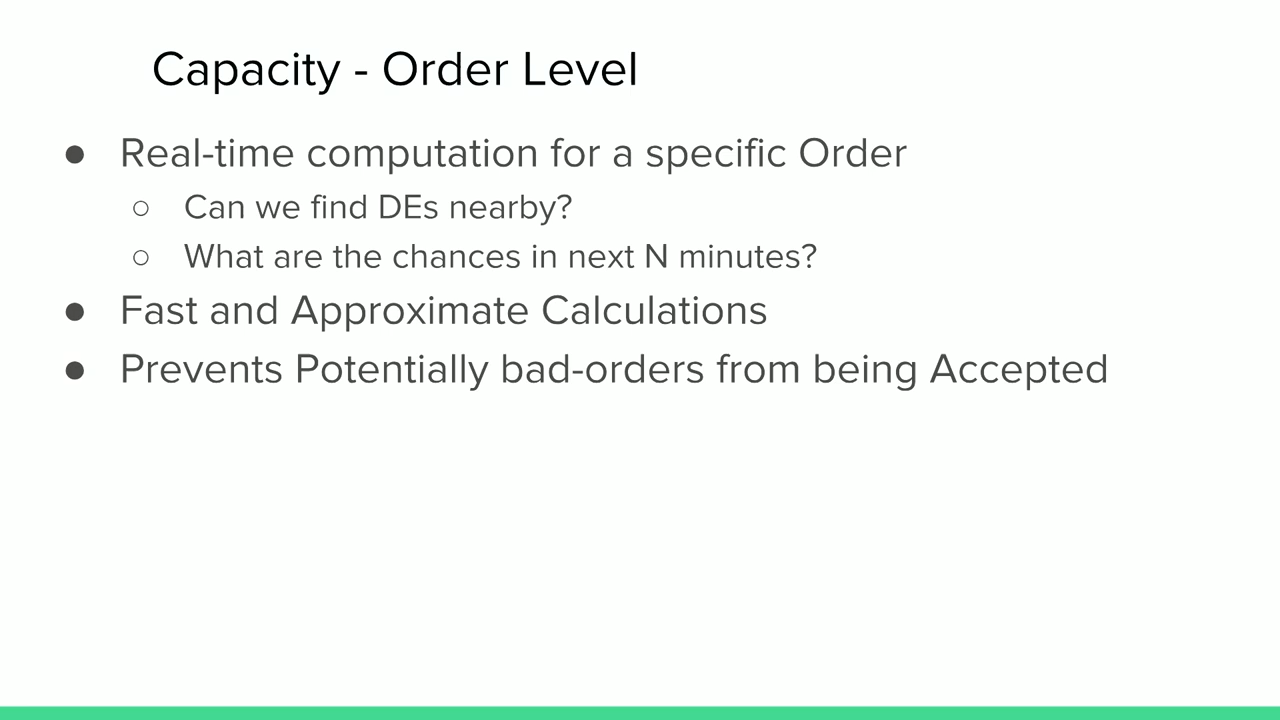 Capacity - Order Level
● Real-time computation for a specific Order
○ Can we find DEs nearby?
○ What are the chances in next N minutes?
● Fast and Approximate Calculations
● Prevents Potentially bad-orders from being Accepted